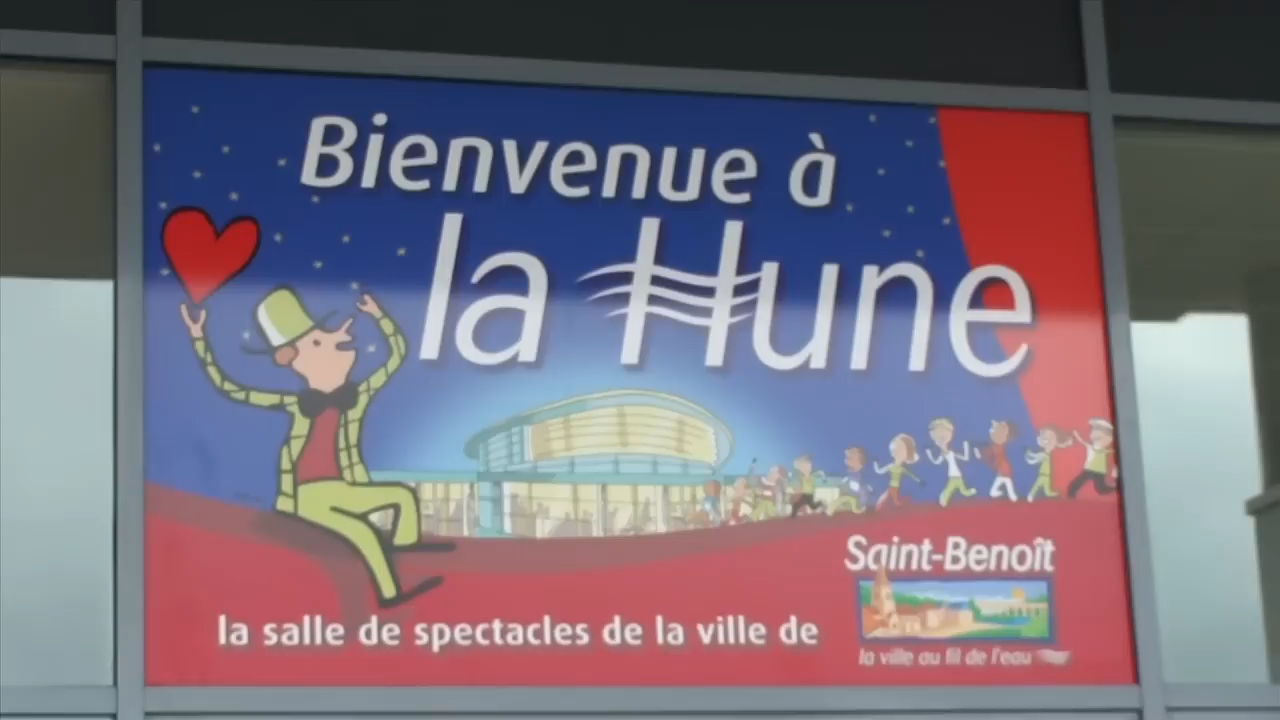 Bienvenue à
la Hune
Saint-Benoît
la salle de spectacles de la ville de
la ville au fil de l'eau